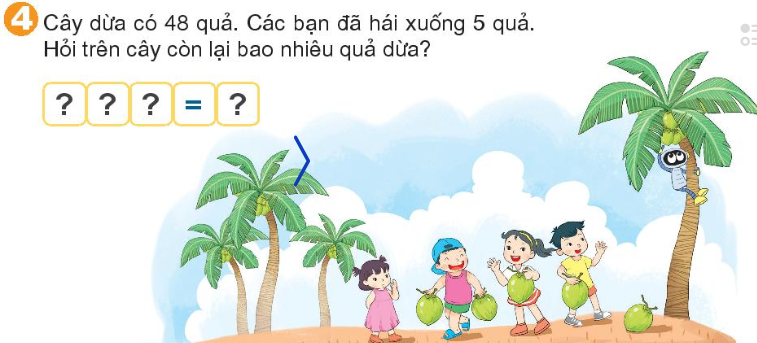 4 Cây dừa có 48 quả. Các bạn đã hái xuống 5 quả.
Hỏi trên cây còn lại bao nhiêu quả dừa?
? ? ? = ?